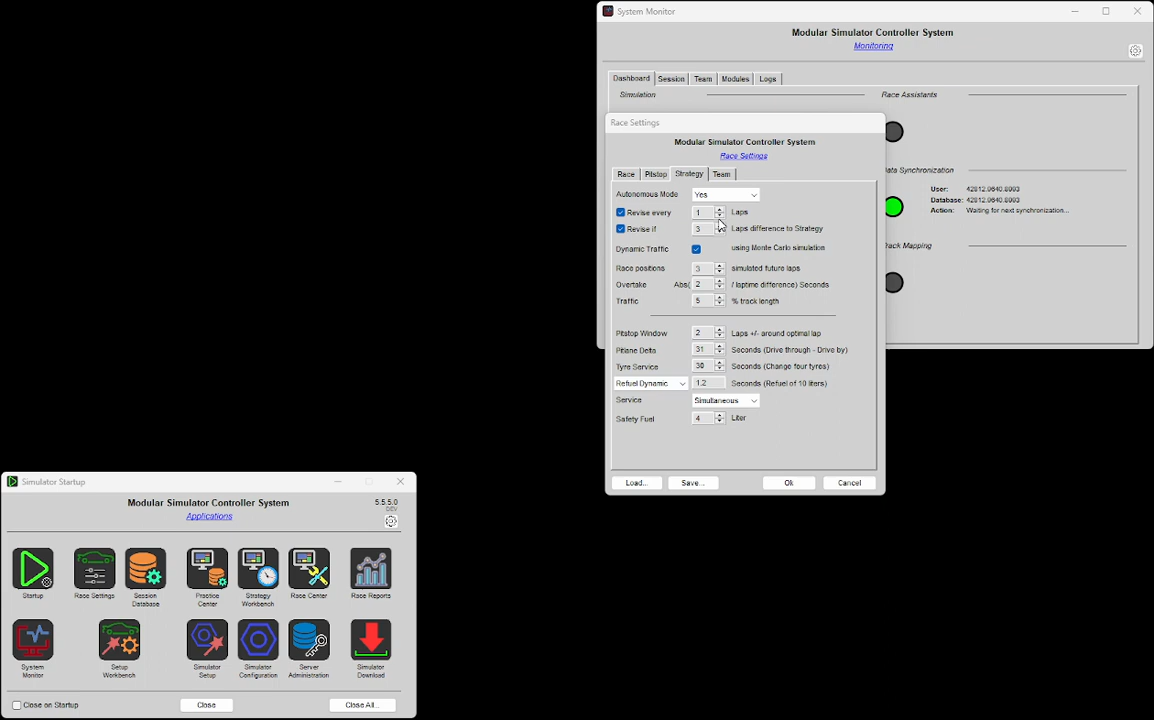 System Monitor
Modular Simulator Controller System
Monitoring
Dashboard Session Team Modules Logs
Simulation
Race Assistants
Data Synchronization
User: 42812.0640.8003
Database: 42812.0640.8003
Action: Waiting for next synchronization...
Track Mapping
Race Settings
Modular Simulator Controller System
Race Settings
Race Pitstop Strategy Team
Autonomous Mode Yes
Revise every 1 Laps
Revise if 3 Laps difference to Strategy
Dynamic Traffic using Monte Carlo simulation
Race positions 3 simulated future laps
Overtake Abs( 2 / laptime difference) Seconds
Traffic 5 % track length
Pitstop Window 2 Laps +/- around optimal lap
Pitlane Delta 31 Seconds (Drive through - Drive by)
Tyre Service 30 Seconds (Change four tyres)
Refuel Dynamic 1.2 Seconds (Refuel of 10 liters)
Service Simultaneous
Safety Fuel 4 Liter
Load... Save... Ok Cancel
Simulator Startup
Modular Simulator Controller System
5.5.5.0
DEV
Applications
Startup
Race Settings
Session
Database
Practice
Center
Strategy
Workbench
Race Center
Race Reports
System
Monitor
Setup
Workbench
Simulator
Setup
Simulator
Configuration
Server
Administration
Simulator
Download
Close on Startup
Close
Close All...